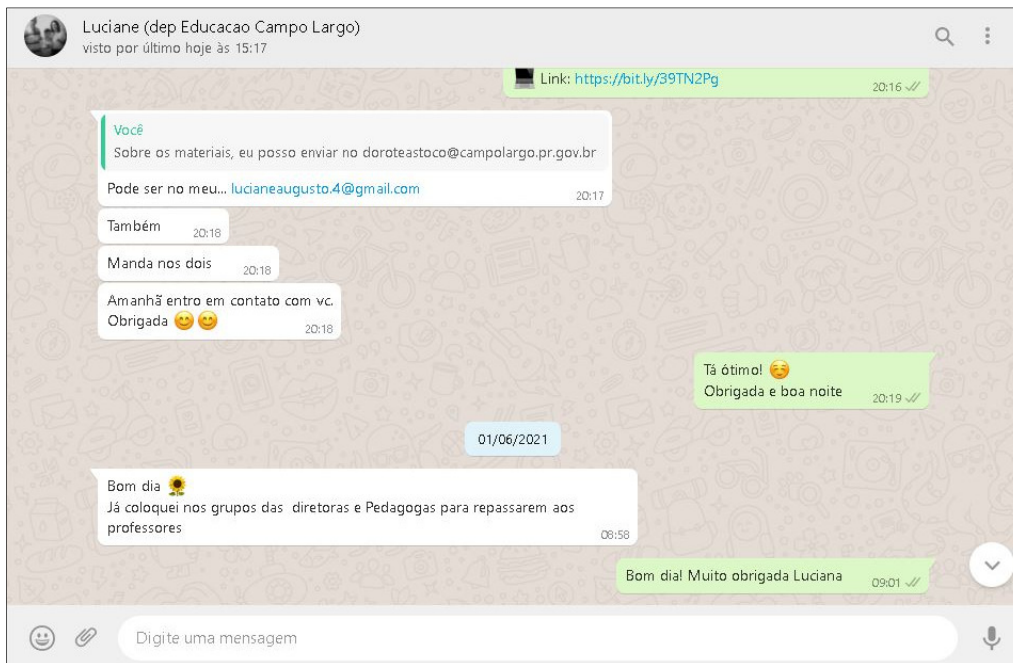 Luciane (dep Educacao Campo Largo)
visto por último hoje às 15:17
Link: https://bit.ly/39TN2Pg
20:16
Você
Sobre os materiais, eu posso enviar no doroteastoco@campolargo.pr.gov.br
Pode ser no meu... lucianeaugusto.4@gmail.com
20:17
Também 20:18
Manda nos dois 20:18
Amanhã entro em contato com vc.
Obrigada 😊😊
20:18
Tá ótimo! ☺️
Obrigada e boa noite 20:19
01/06/2021
Bom dia 🌻
Já coloquei nos grupos das diretoras e Pedagogas para repassarem aos
professores
08:58
Bom dia! Muito obrigada Luciana 09:01
Digite uma mensagem